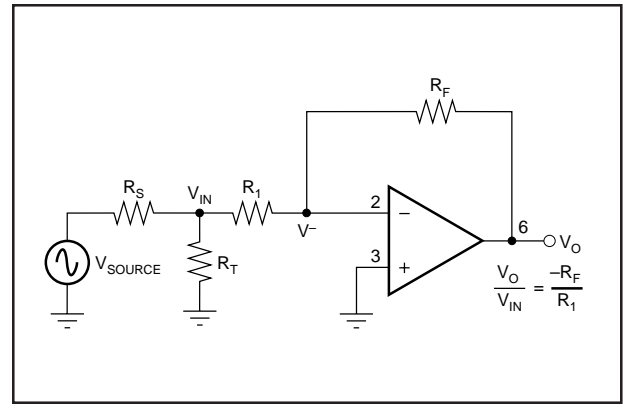 R_F
R_S
V_IN
R_1
2
−
V−
6
V_O
3
+
V_SOURCE
R_T
V_O / V_IN = −R_F / R_1